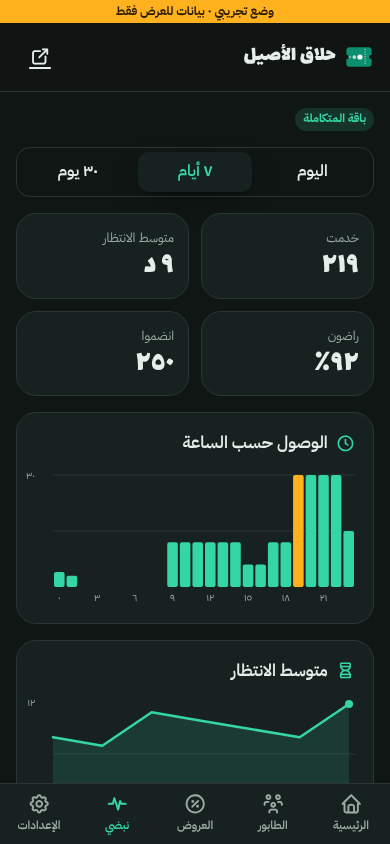 وضع تجريبي · بيانات للعرض فقط
حلاق الأصيل
باقة المتكاملة
اليوم
٧ أيام
٣٠ يوم
خدمت
٢١٩
متوسط الانتظار
٩ د
راضون
٩٢٪
انضموا
٢٥٠
الوصول حسب الساعة
٣٠
٠ ٣ ٦ ٩ ١٢ ١٥ ١٨ ٢١
متوسط الانتظار
١٢
الرئيسية
الطابور
العروض
نبضي
الإعدادات